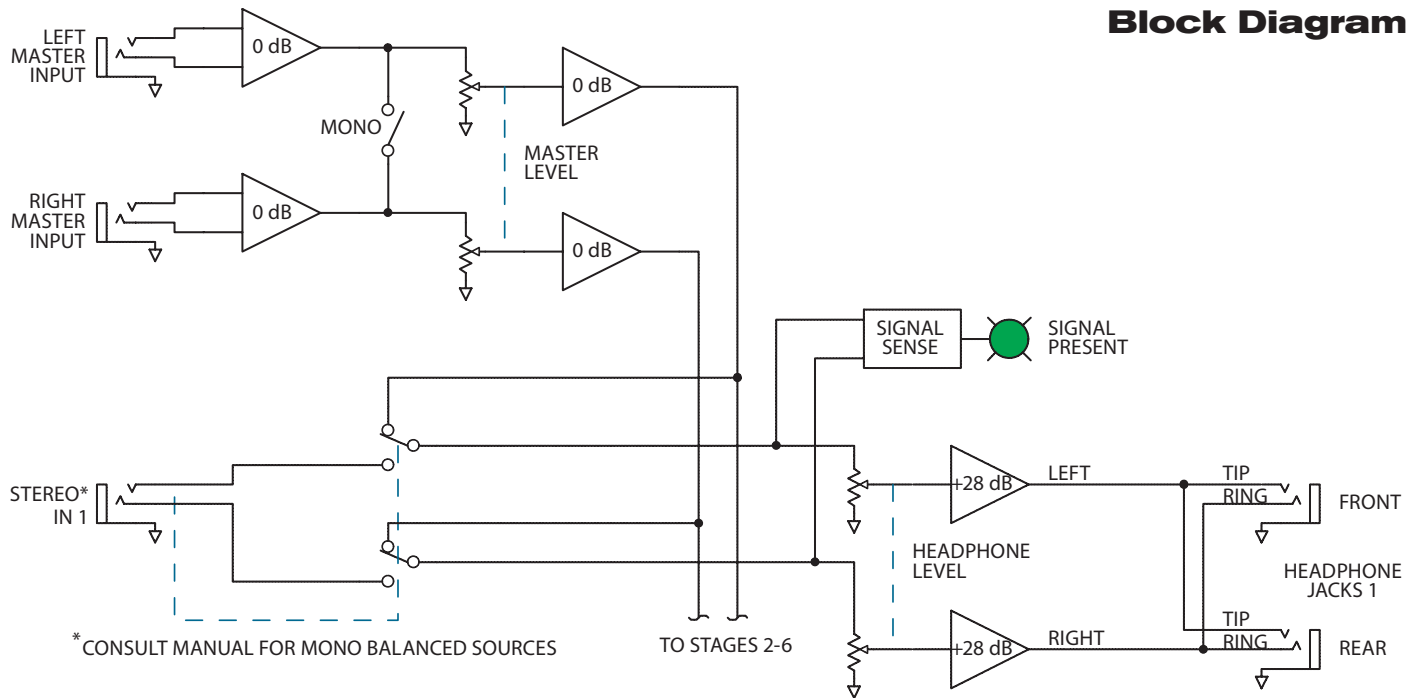 Block Diagram
LEFT
MASTER
INPUT
0 dB
0 dB
MONO
MASTER
LEVEL
RIGHT
MASTER
INPUT
0 dB
0 dB
SIGNAL
SENSE
SIGNAL
PRESENT
STEREO*
IN 1
+28 dB
LEFT
TIP
RING
FRONT
HEADPHONE
LEVEL
HEADPHONE
JACKS 1
*CONSULT MANUAL FOR MONO BALANCED SOURCES
TO STAGES 2-6
+28 dB
RIGHT
TIP
RING
REAR